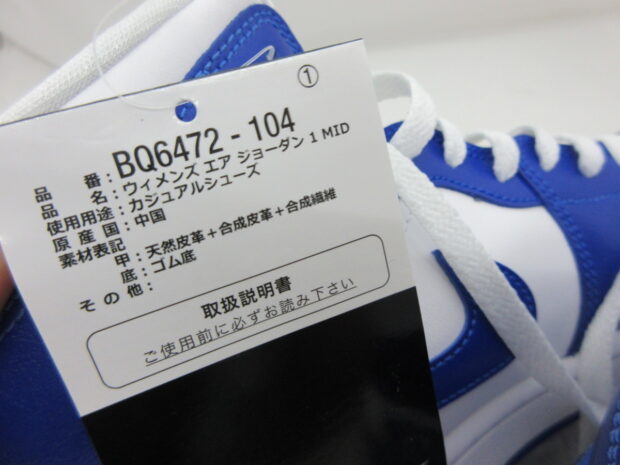 ①
品番：BQ6472 - 104
品名：ウィメンズ エア ジョーダン 1 MID
使用用途：カジュアルシューズ
原産国：中国
素材表記
甲：天然皮革＋合成皮革＋合成繊維
底：ゴム底
その他：
取扱説明書
ご使用前に必ずお読み下さい